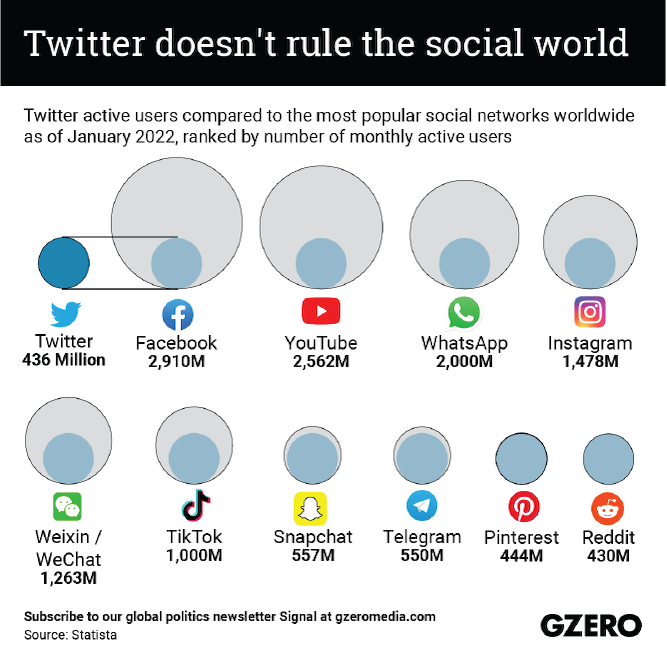 Twitter doesn't rule the social world
Twitter active users compared to the most popular social networks worldwide
as of January 2022, ranked by number of monthly active users
Twitter
436 Million
Facebook
2,910M
YouTube
2,562M
WhatsApp
2,000M
Instagram
1,478M
Weixin /
WeChat
1,263M
TikTok
1,000M
Snapchat
557M
Telegram
550M
Pinterest
444M
Reddit
430M
Subscribe to our global politics newsletter Signal at gzeromedia.com
Source: Statista
GZERO